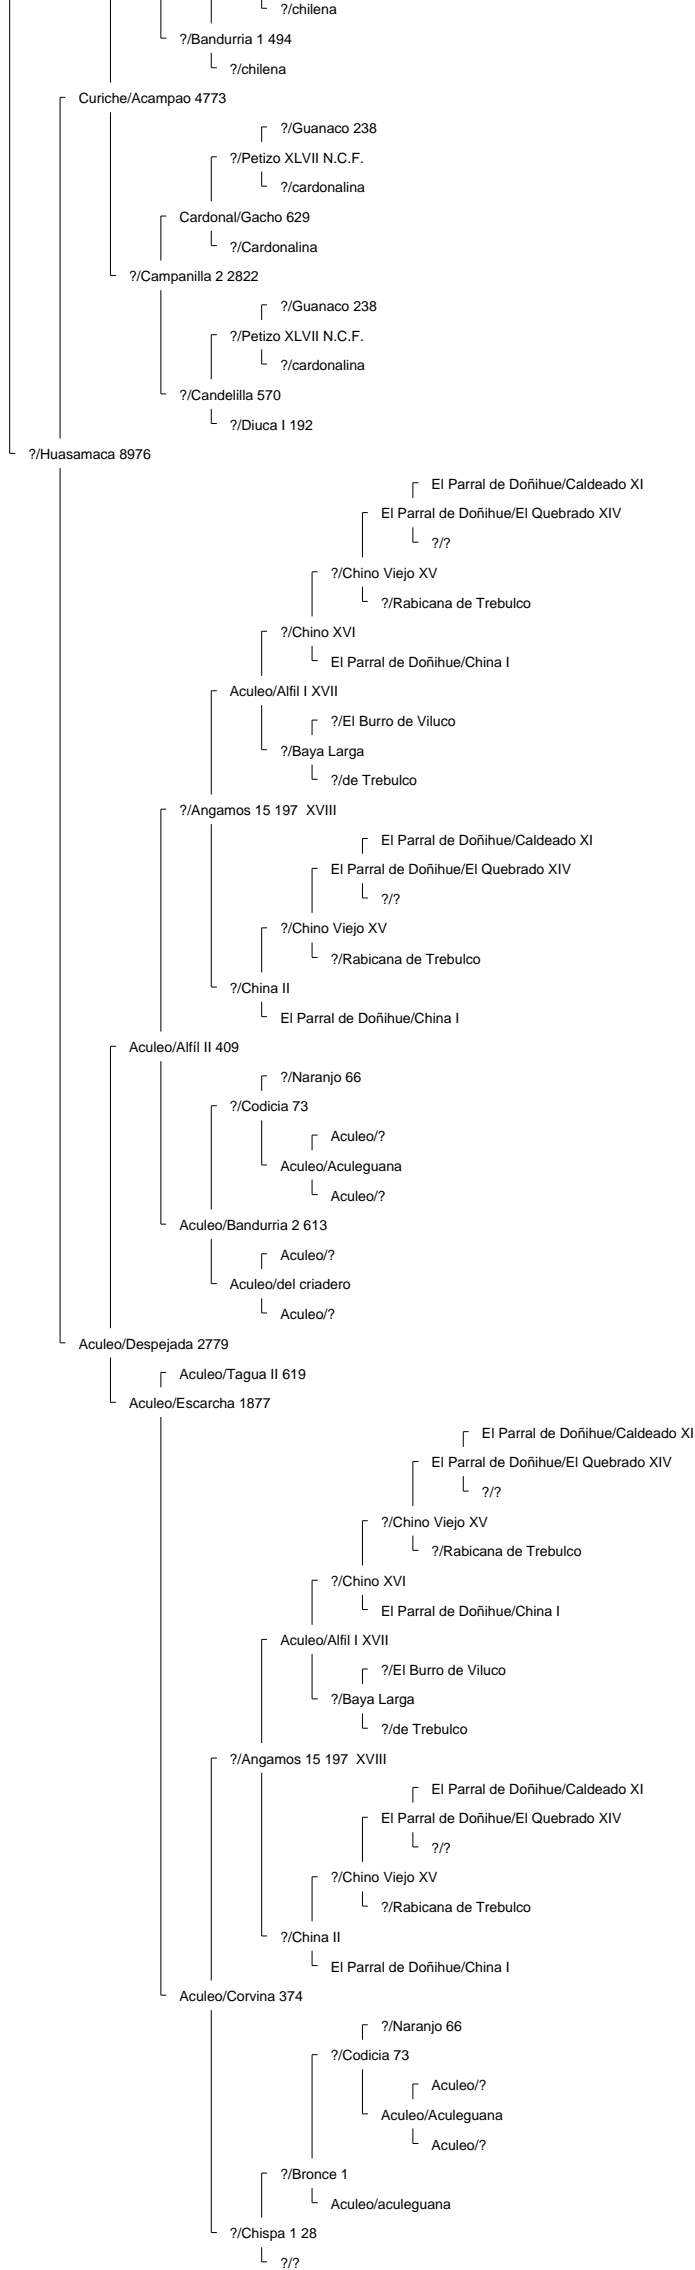 ?/chilena
?/Bandurria 1 494
?/chilena
Curiche/Acampao 4773
?/Guanaco 238
?/Petizo XLVII N.C.F.
?/cardonalina
Cardonal/Gacho 629
?/Cardonalina
?/Campanilla 2 2822
?/Guanaco 238
?/Petizo XLVII N.C.F.
?/cardonalina
?/Candelilla 570
?/Diuca I 192
?/Huasamaca 8976
El Parral de Doñihue/Caldeado XI
El Parral de Doñihue/El Quebrado XIV
?/?
?/Chino Viejo XV
?/Rabicana de Trebulco
?/Chino XVI
El Parral de Doñihue/China I
Aculeo/Alfil I XVII
?/El Burro de Viluco
?/Baya Larga
?/de Trebulco
?/Angamos 15 197  XVIII
El Parral de Doñihue/Caldeado XI
El Parral de Doñihue/El Quebrado XIV
?/?
?/Chino Viejo XV
?/Rabicana de Trebulco
?/China II
El Parral de Doñihue/China I
Aculeo/Alfíl II 409
?/Naranjo 66
?/Codicia 73
Aculeo/?
Aculeo/Aculeguana
Aculeo/?
Aculeo/Bandurria 2 613
Aculeo/?
Aculeo/del criadero
Aculeo/?
Aculeo/Despejada 2779
Aculeo/Tagua II 619
Aculeo/Escarcha 1877
El Parral de Doñihue/Caldeado XI
El Parral de Doñihue/El Quebrado XIV
?/?
?/Chino Viejo XV
?/Rabicana de Trebulco
?/Chino XVI
El Parral de Doñihue/China I
Aculeo/Alfil I XVII
?/El Burro de Viluco
?/Baya Larga
?/de Trebulco
?/Angamos 15 197  XVIII
El Parral de Doñihue/Caldeado XI
El Parral de Doñihue/El Quebrado XIV
?/?
?/Chino Viejo XV
?/Rabicana de Trebulco
?/China II
El Parral de Doñihue/China I
Aculeo/Corvina 374
?/Naranjo 66
?/Codicia 73
Aculeo/?
Aculeo/Aculeguana
Aculeo/?
?/Bronce 1
Aculeo/aculeguana
?/Chispa 1 28
?/?